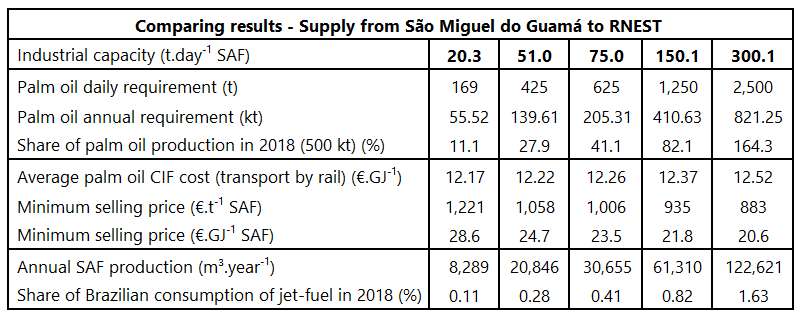 Comparing results - Supply from São Miguel do Guamá to RNEST
Industrial capacity (t.day⁻¹ SAF) 20.3 51.0 75.0 150.1 300.1
Palm oil daily requirement (t) 169 425 625 1,250 2,500
Palm oil annual requirement (kt) 55.52 139.61 205.31 410.63 821.25
Share of palm oil production in 2018 (500 kt) (%) 11.1 27.9 41.1 82.1 164.3
Average palm oil CIF cost (transport by rail) (€.GJ⁻¹) 12.17 12.22 12.26 12.37 12.52
Minimum selling price (€.t⁻¹ SAF) 1,221 1,058 1,006 935 883
Minimum selling price (€.GJ⁻¹ SAF) 28.6 24.7 23.5 21.8 20.6
Annual SAF production (m³.year⁻¹) 8,289 20,846 30,655 61,310 122,621
Share of Brazilian consumption of jet-fuel in 2018 (%) 0.11 0.28 0.41 0.82 1.63